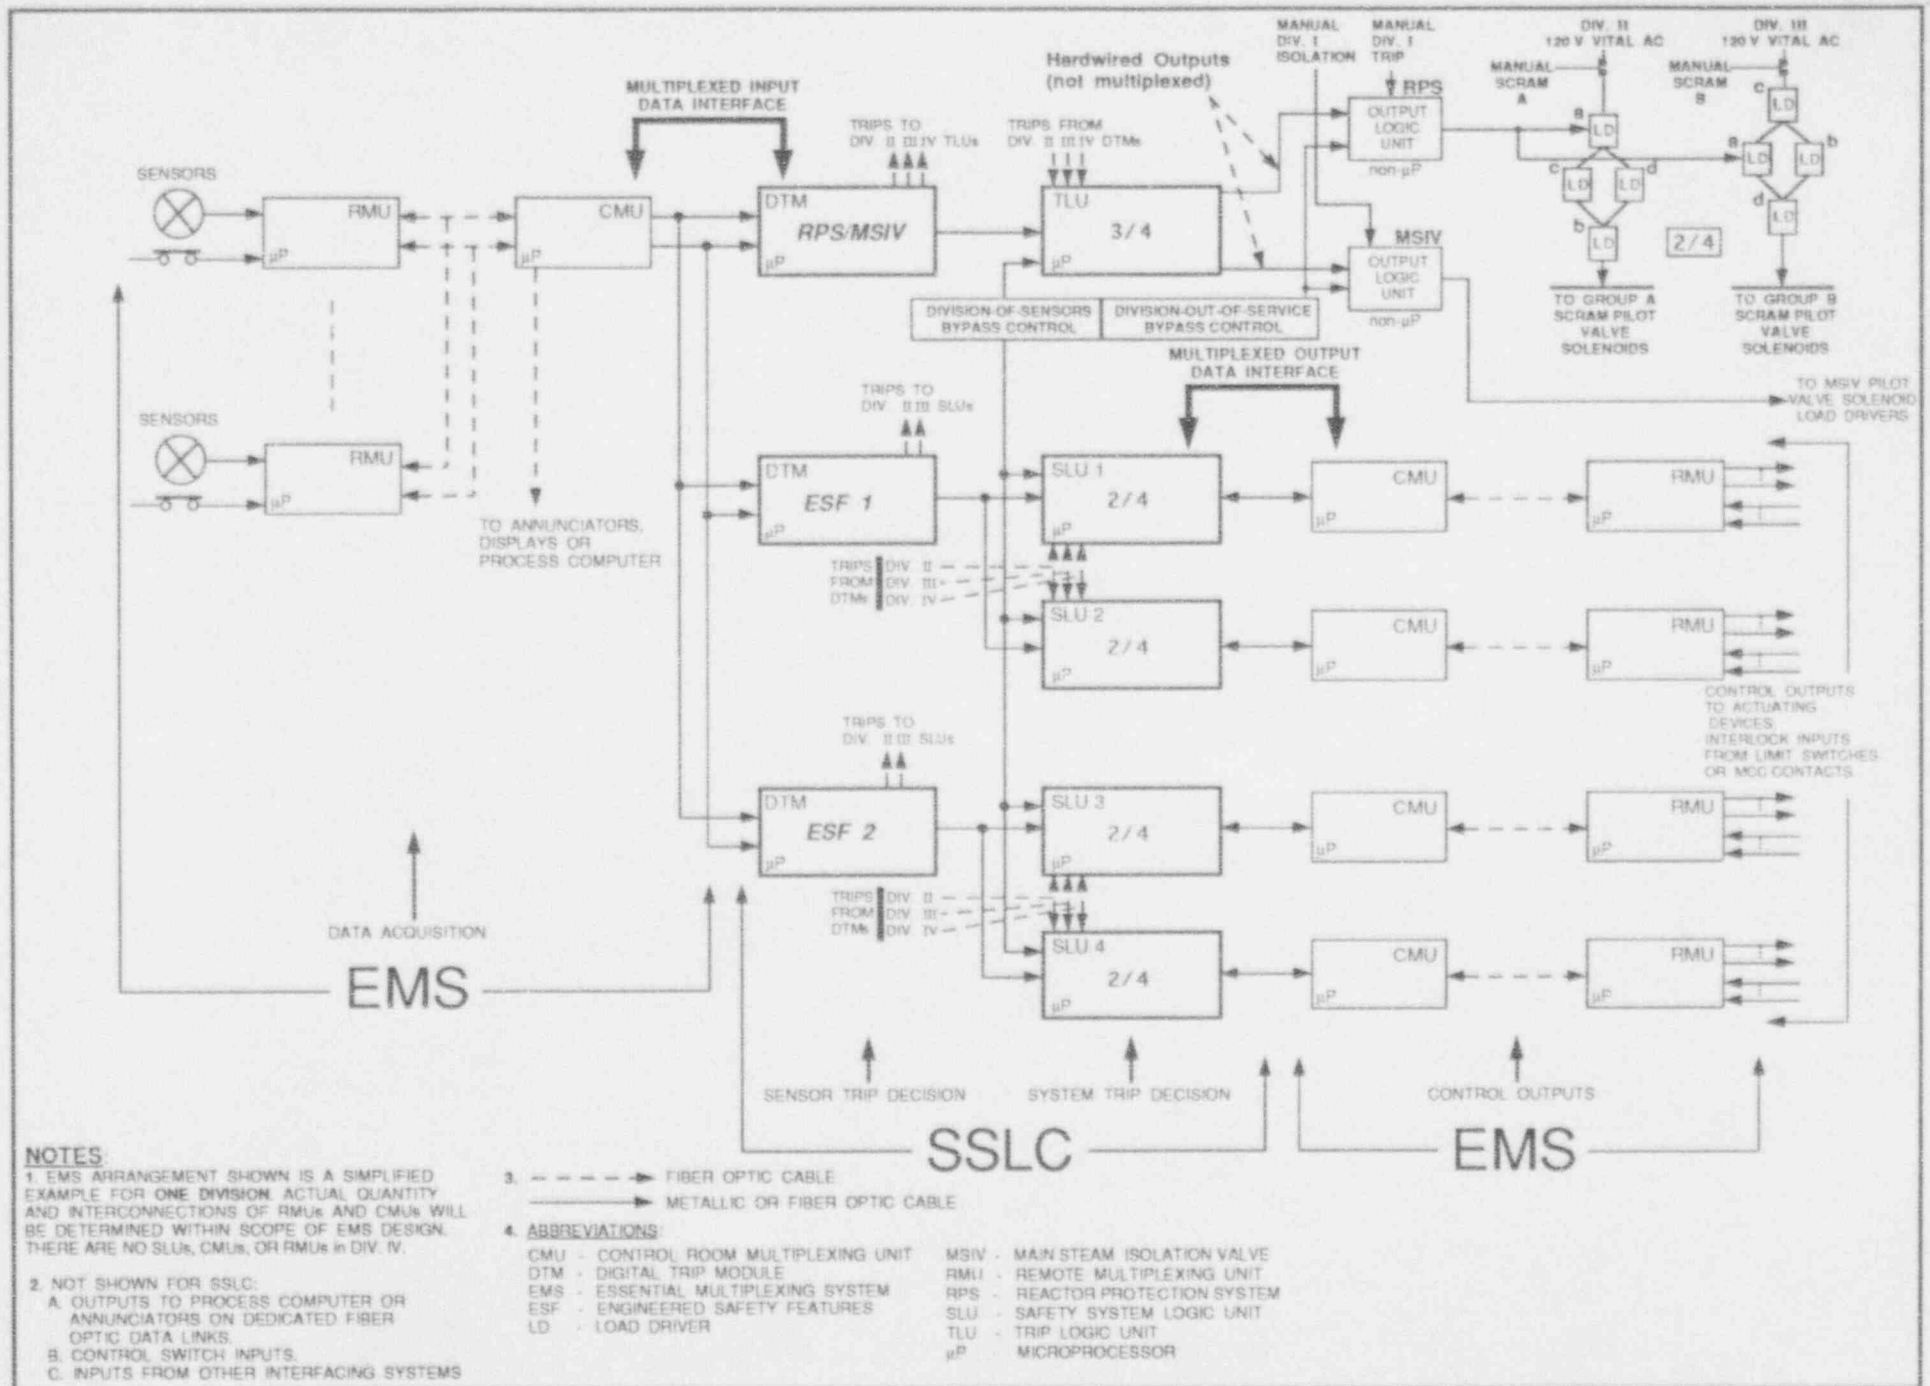 MANUAL
DIV. I
ISOLATION
MANUAL
DIV. I
TRIP
DIV. II
120 V VITAL AC
DIV. III
120 V VITAL AC
Hardwired Outputs
(not multiplexed)
MANUAL
SCRAM
A
MANUAL
SCRAM
B
MULTIPLEXED INPUT
DATA INTERFACE
TRIPS TO
DIV. II III IV TLUs
TRIPS FROM
DIV. II III IV DTMs
RPS
OUTPUT
LOGIC
UNIT
non-µP
a
LD
c
LD
d
LD
b
LD
c
LD
a
LD
b
LD
d
LD
2/4
SENSORS
RMU
µP
CMU
µP
DTM
RPS/MSIV
µP
TLU
3/4
µP
MSIV
OUTPUT
LOGIC
UNIT
non-µP
TO GROUP A
SCRAM PILOT
VALVE
SOLENOIDS
TO GROUP B
SCRAM PILOT
VALVE
SOLENOIDS
DIVISION-OF-SENSORS
BYPASS CONTROL
DIVISION-OUT-OF-SERVICE
BYPASS CONTROL
MULTIPLEXED OUTPUT
DATA INTERFACE
TO MSIV PILOT
VALVE SOLENOID
LOAD DRIVERS
TRIPS TO
DIV. II III SLUs
SENSORS
RMU
µP
TO ANNUNCIATORS,
DISPLAYS OR
PROCESS COMPUTER
DTM
ESF 1
µP
SLU 1
2/4
µP
CMU
µP
RMU
µP
TRIPS DIV. II
FROM DIV. III
DTMs DIV. IV
SLU 2
2/4
µP
CMU
µP
RMU
µP
CONTROL OUTPUTS
TO ACTUATING
DEVICES
INTERLOCK INPUTS
FROM LIMIT SWITCHES
OR MCC CONTACTS
TRIPS TO
DIV. II III SLUs
DTM
ESF 2
µP
SLU 3
2/4
µP
CMU
µP
RMU
µP
TRIPS DIV. II
FROM DIV. III
DTMs DIV. IV
SLU 4
2/4
µP
CMU
µP
RMU
µP
DATA ACQUISITION
EMS
SENSOR TRIP DECISION
SYSTEM TRIP DECISION
CONTROL OUTPUTS
SSLC
EMS
NOTES:
1. EMS ARRANGEMENT SHOWN IS A SIMPLIFIED
EXAMPLE FOR ONE DIVISION. ACTUAL QUANTITY
AND INTERCONNECTIONS OF RMUs AND CMUs WILL
BE DETERMINED WITHIN SCOPE OF EMS DESIGN.
THERE ARE NO SLUs, CMUs, OR RMUs in DIV. IV.
2. NOT SHOWN FOR SSLC:
A. OUTPUTS TO PROCESS COMPUTER OR
ANNUNCIATORS ON DEDICATED FIBER
OPTIC DATA LINKS.
B. CONTROL SWITCH INPUTS.
C. INPUTS FROM OTHER INTERFACING SYSTEMS
3. FIBER OPTIC CABLE
METALLIC OR FIBER OPTIC CABLE
4. ABBREVIATIONS:
CMU - CONTROL ROOM MULTIPLEXING UNIT
DTM - DIGITAL TRIP MODULE
EMS - ESSENTIAL MULTIPLEXING SYSTEM
ESF - ENGINEERED SAFETY FEATURES
LD - LOAD DRIVER
MSIV - MAIN STEAM ISOLATION VALVE
RMU - REMOTE MULTIPLEXING UNIT
RPS - REACTOR PROTECTION SYSTEM
SLU - SAFETY SYSTEM LOGIC UNIT
TLU - TRIP LOGIC UNIT
µP - MICROPROCESSOR